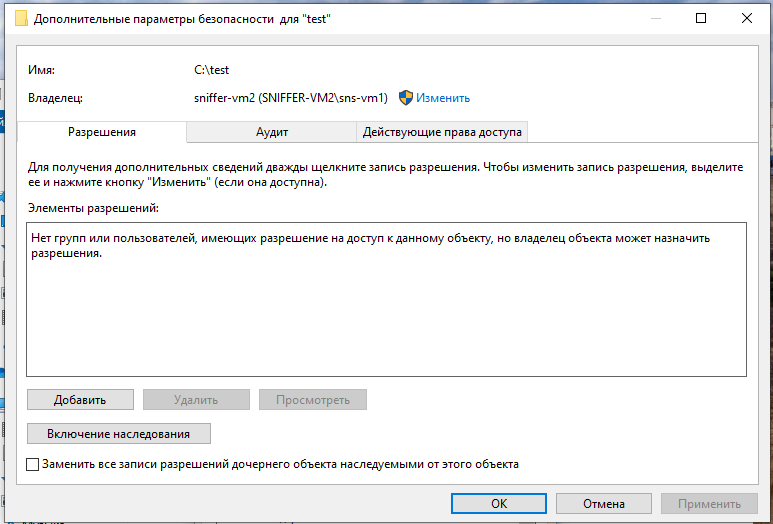 Дополнительные параметры безопасности для "test"
Имя:
C:\test
Владелец:
sniffer-vm2 (SNIFFER-VM2\sns-vm1)
Изменить
Разрешения
Аудит
Действующие права доступа
Для получения дополнительных сведений дважды щелкните запись разрешения. Чтобы изменить запись разрешения, выделите
ее и нажмите кнопку "Изменить" (если она доступна).
Элементы разрешений:
Нет групп или пользователей, имеющих разрешение на доступ к данному объекту, но владелец объекта может назначить
разрешения.
Добавить
Удалить
Просмотреть
Включение наследования
Заменить все записи разрешений дочернего объекта наследуемыми от этого объекта
ОК
Отмена
Применить